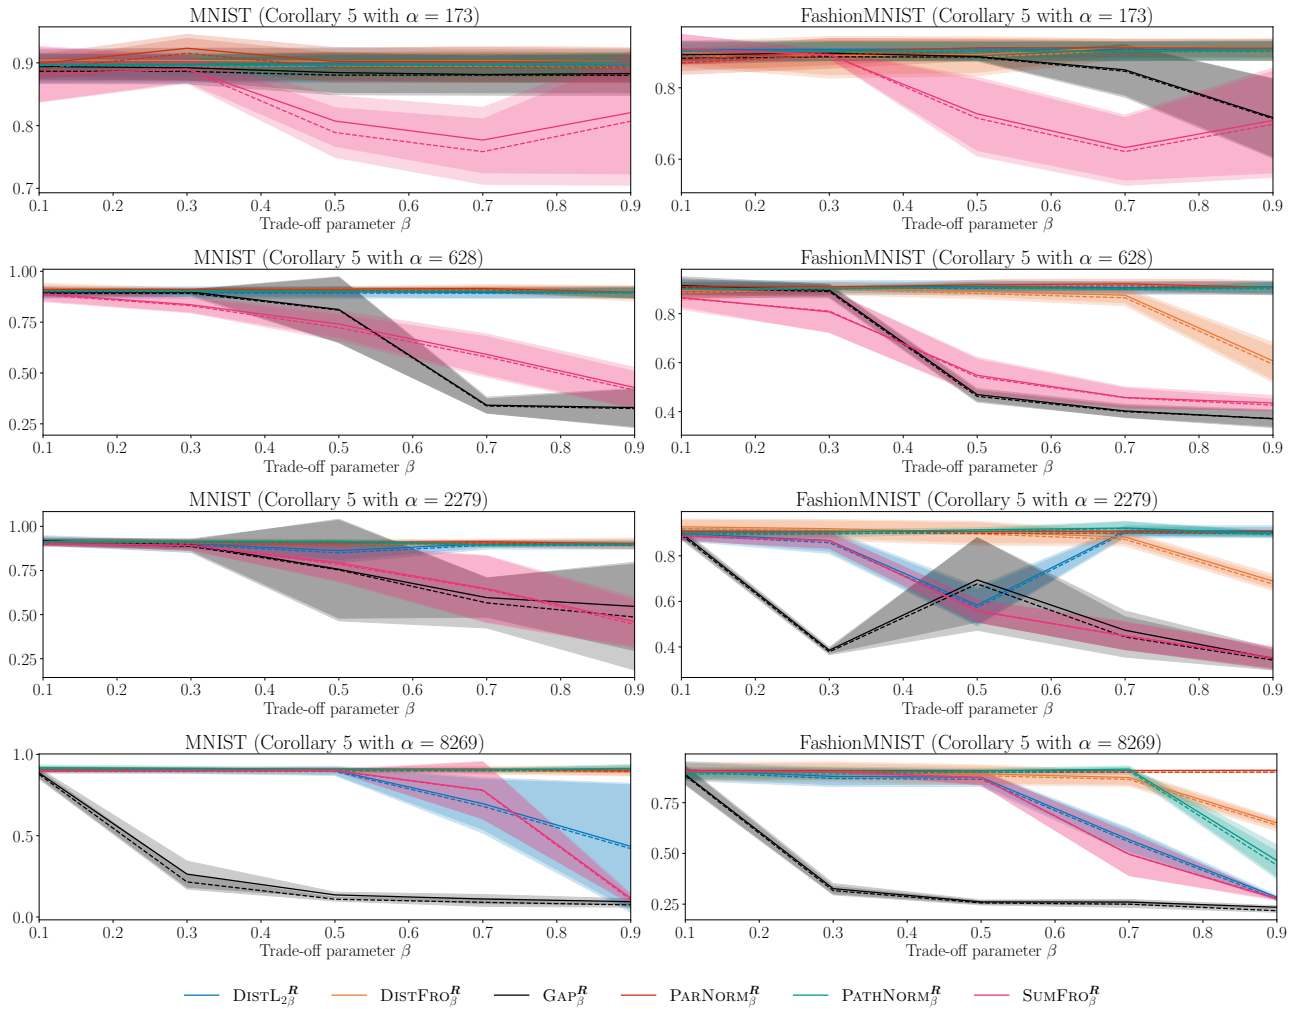 MNIST (Corollary 5 with α = 173)
FashionMNIST (Corollary 5 with α = 173)
0.9
0.8
0.7
0.1 0.2 0.3 0.4 0.5 0.6 0.7 0.8 0.9
Trade-off parameter β
0.8
0.6
0.1 0.2 0.3 0.4 0.5 0.6 0.7 0.8 0.9
Trade-off parameter β
MNIST (Corollary 5 with α = 628)
FashionMNIST (Corollary 5 with α = 628)
1.00
0.75
0.50
0.25
0.1 0.2 0.3 0.4 0.5 0.6 0.7 0.8 0.9
Trade-off parameter β
0.8
0.6
0.4
0.1 0.2 0.3 0.4 0.5 0.6 0.7 0.8 0.9
Trade-off parameter β
MNIST (Corollary 5 with α = 2279)
FashionMNIST (Corollary 5 with α = 2279)
1.00
0.75
0.50
0.25
0.1 0.2 0.3 0.4 0.5 0.6 0.7 0.8 0.9
Trade-off parameter β
0.8
0.6
0.4
0.1 0.2 0.3 0.4 0.5 0.6 0.7 0.8 0.9
Trade-off parameter β
MNIST (Corollary 5 with α = 8269)
FashionMNIST (Corollary 5 with α = 8269)
1.0
0.5
0.0
0.1 0.2 0.3 0.4 0.5 0.6 0.7 0.8 0.9
Trade-off parameter β
0.75
0.50
0.25
0.1 0.2 0.3 0.4 0.5 0.6 0.7 0.8 0.9
Trade-off parameter β
DistL₂ᴿβ DistFroᴿβ Gapᴿβ ParNormᴿβ PathNormᴿβ SumFroᴿβ